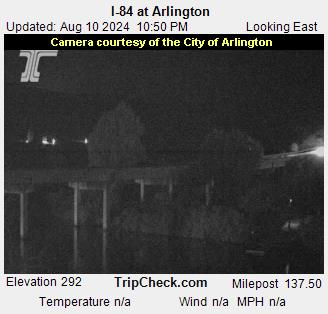 I-84 at Arlington
Updated: Aug 10 2024 10:50 PM Looking East
Camera courtesy of the City of Arlington
Elevation 292 TripCheck.com Milepost 137.50
Temperature n/a Wind n/a MPH n/a